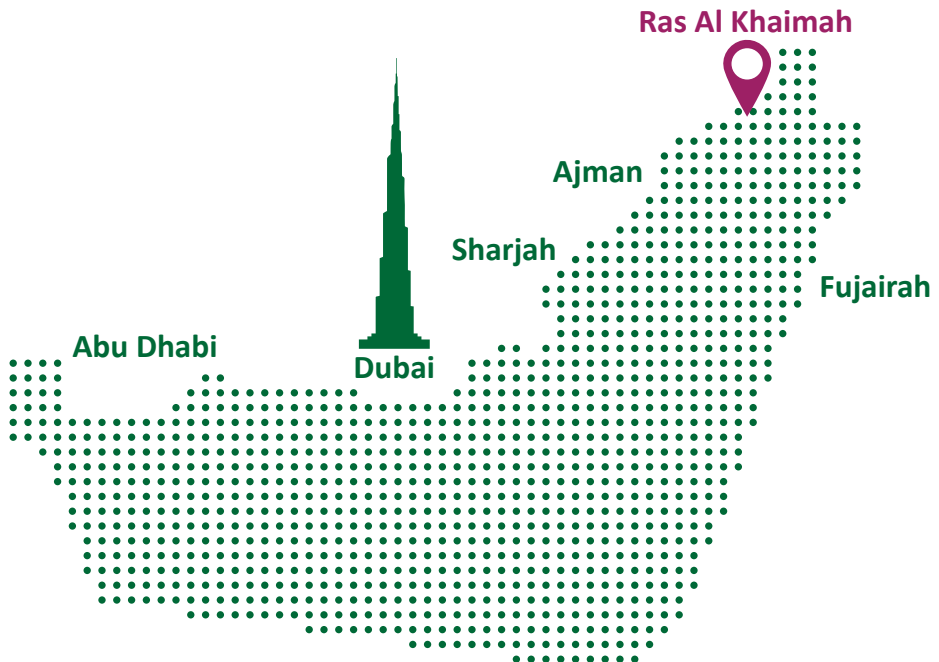 Ras Al Khaimah
Ajman
Sharjah
Fujairah
Abu Dhabi
Dubai